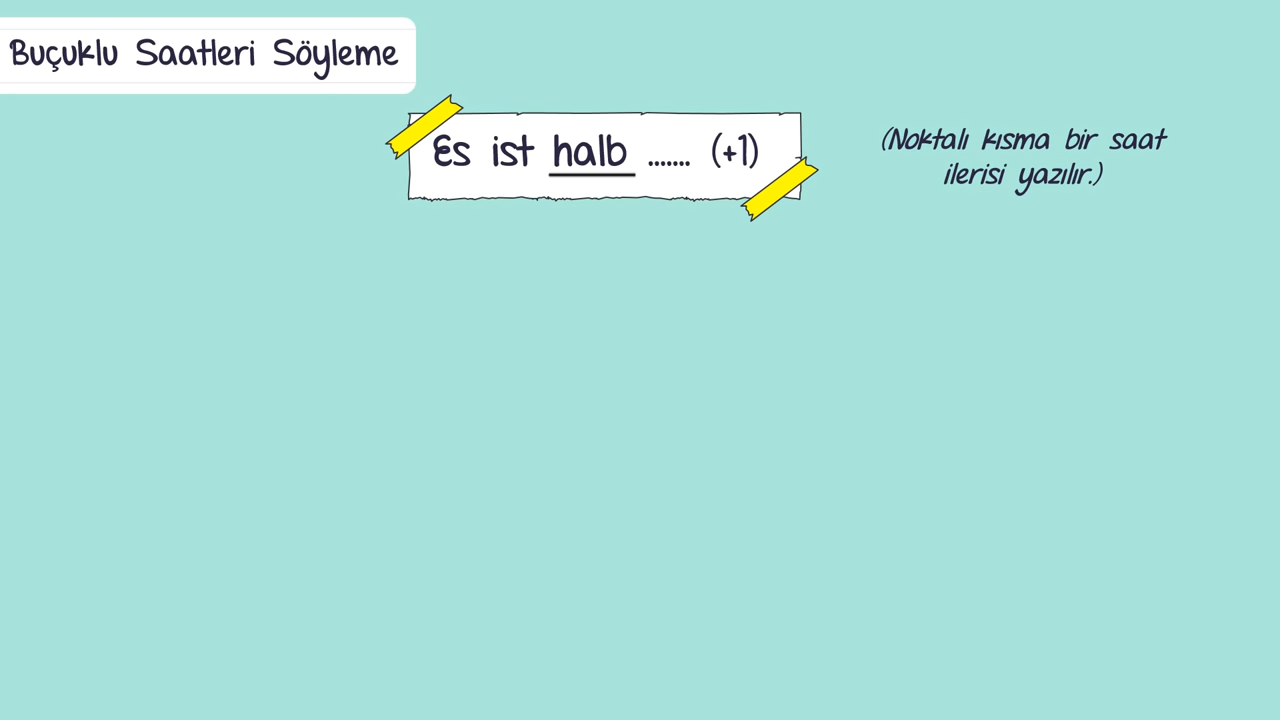 Buçuklu Saatleri Söyleme
Es ist halb ....... (+1)
(Noktalı kısma bir saat
ilerisi yazılır.)